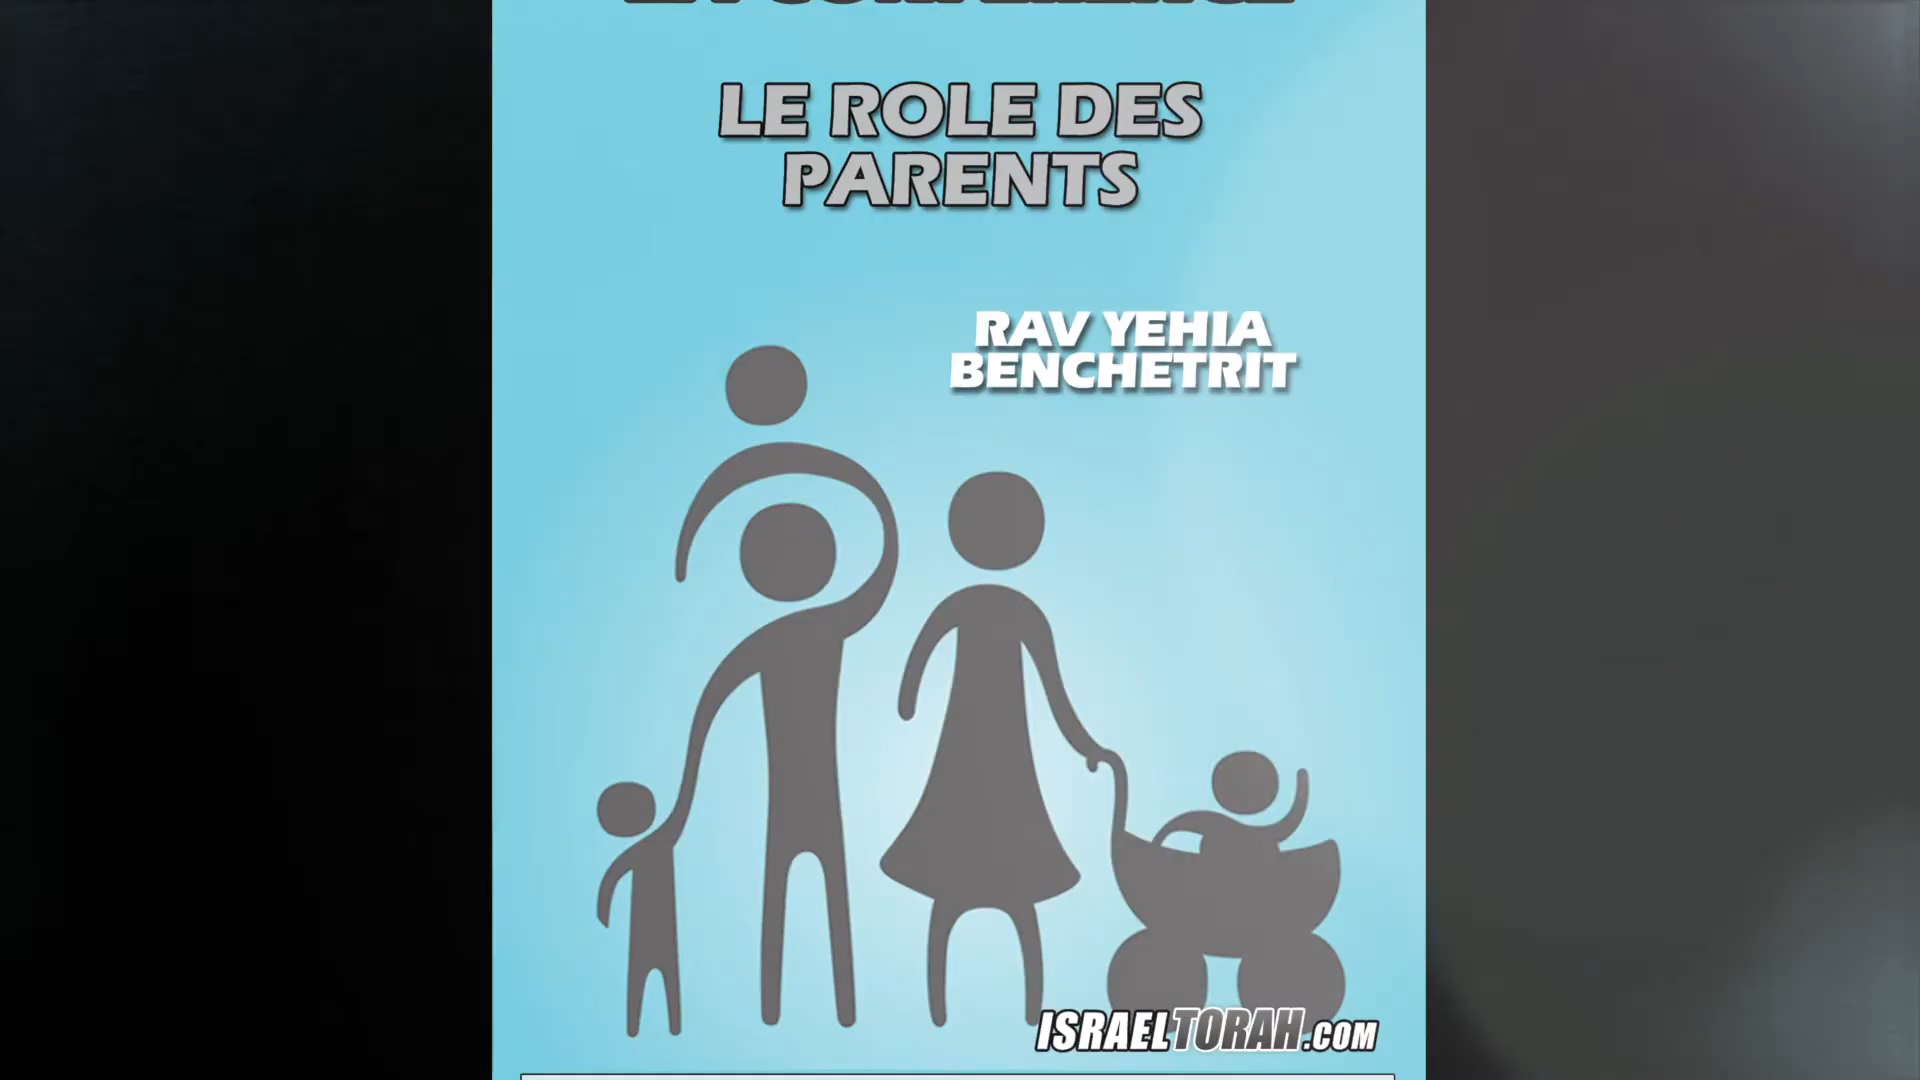 LE ROLE DES
PARENTS
RAV YEHIA
BENCHETRIT
ISRAELTORAH.COM